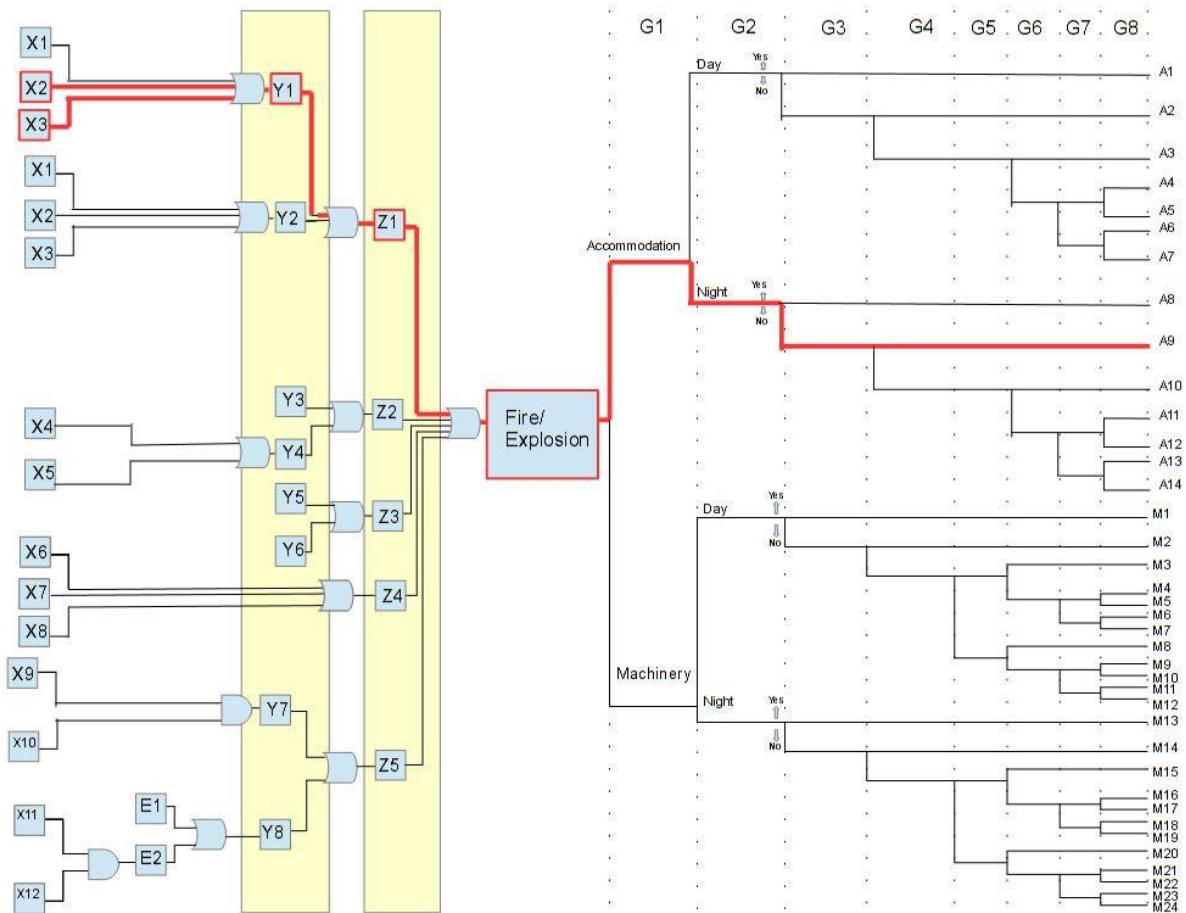 G1 G2 G3 G4 G5 G6 G7 G8
X1
X2
X3
Y1
X1
X2
X3
Y2
Z1
X4
X5
Y3
Y4
Z2
Y5
Y6
Z3
X6
X7
X8
Z4
X9
X10
Y7
Z5
X11
X12
E1
E2
Y8
Fire/
Explosion
Accommodation
Day
Yes
No
Night
Yes
No
Machinery
Day
Yes
No
Night
Yes
No
A1
A2
A3
A4
A5
A6
A7
A8
A9
A10
A11
A12
A13
A14
M1
M2
M3
M4
M5
M6
M7
M8
M9
M10
M11
M12
M13
M14
M15
M16
M17
M18
M19
M20
M21
M22
M23
M24